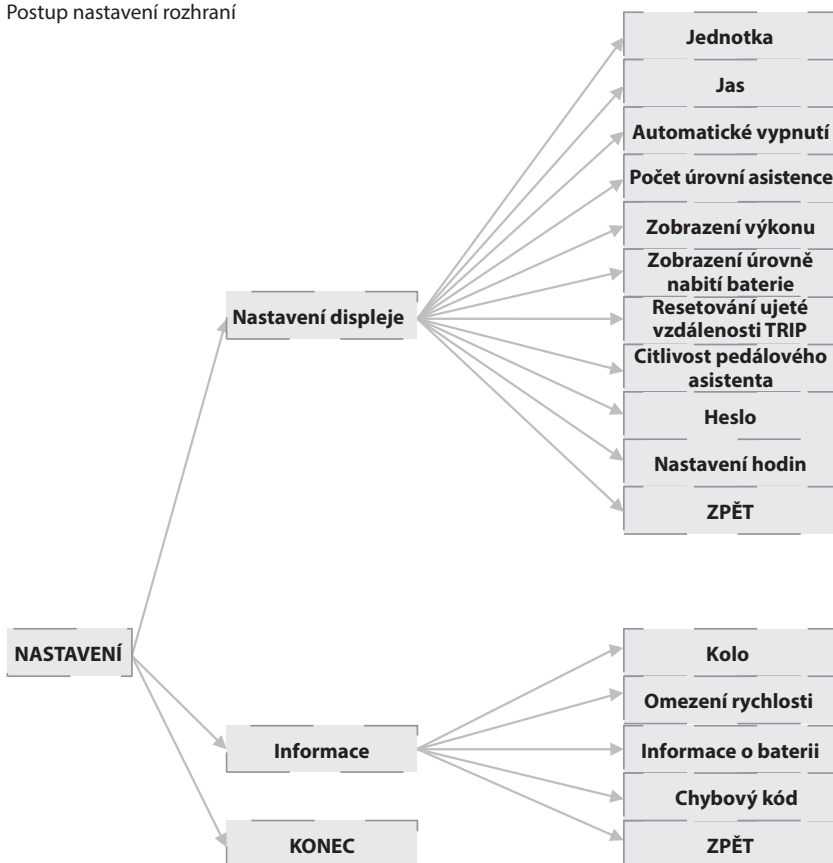 Postup nastavení rozhraní
Jednotka
Jas
Automatické vypnutí
Počet úrovní asistence
Zobrazení výkonu
Zobrazení úrovně
nabití baterie
Nastavení displeje
Resetování ujeté
vzdálenosti TRIP
Citlivost pedálového
asistenta
Heslo
Nastavení hodin
ZPĚT
NASTAVENÍ
Kolo
Omezení rychlosti
Informace
Informace o baterii
Chybový kód
KONEC
ZPĚT